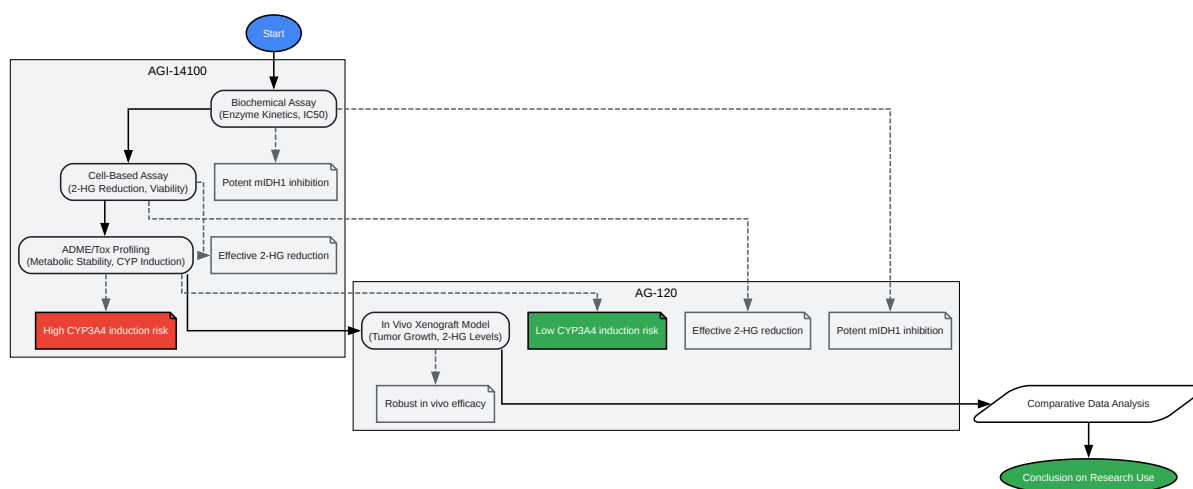 Start
AGI-14100
Biochemical Assay
(Enzyme Kinetics, IC50)
Cell-Based Assay
(2-HG Reduction, Viability)
Potent mIDH1 inhibition
ADME/Tox Profiling
(Metabolic Stability, CYP Induction)
Effective 2-HG reduction
High CYP3A4 induction risk
AG-120
In Vivo Xenograft Model
(Tumor Growth, 2-HG Levels)
Low CYP3A4 induction risk
Effective 2-HG reduction
Potent mIDH1 inhibition
Robust in vivo efficacy
Comparative Data Analysis
Conclusion on Research Use